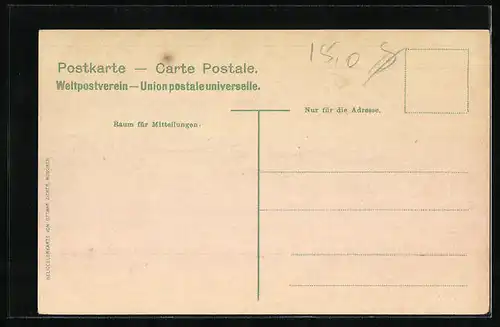 Postkarte — Carte Postale.
Weltpostverein — Union postale universelle.
Nur für die Adresse.
Raum für Mitteilungen.